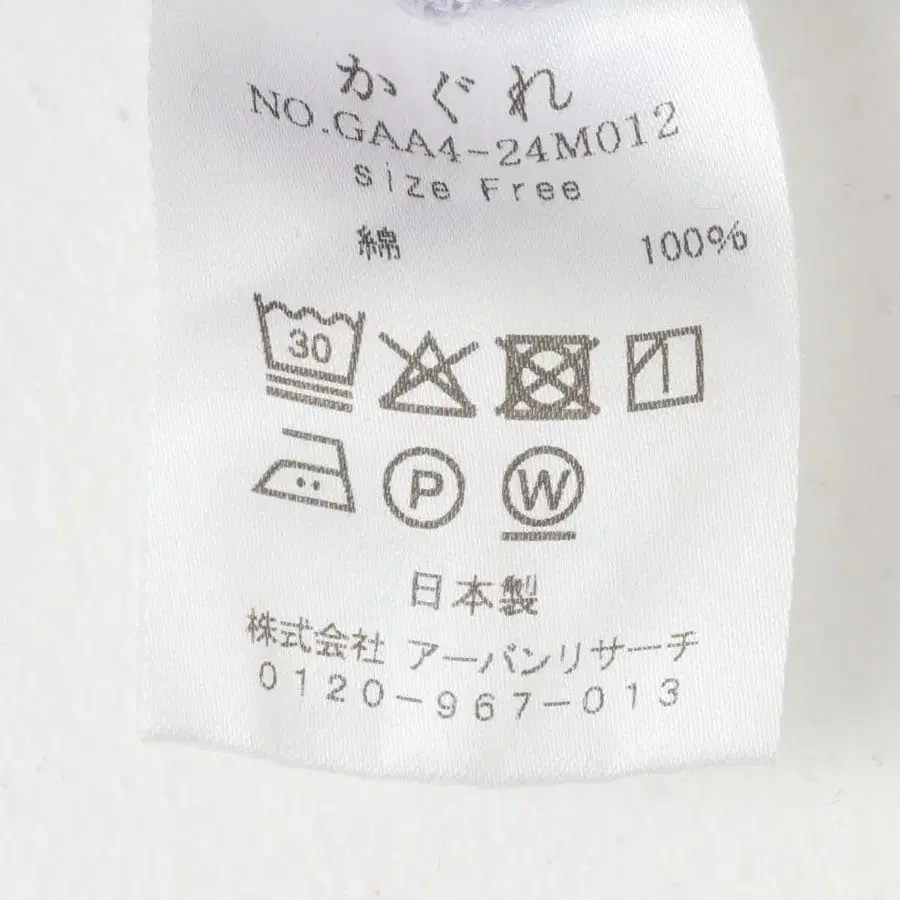 かぐれ
NO.GAA4-24M012
Size Free
綿 100%
30
P W
日本製
株式会社 アーバンリサーチ
0120-967-013